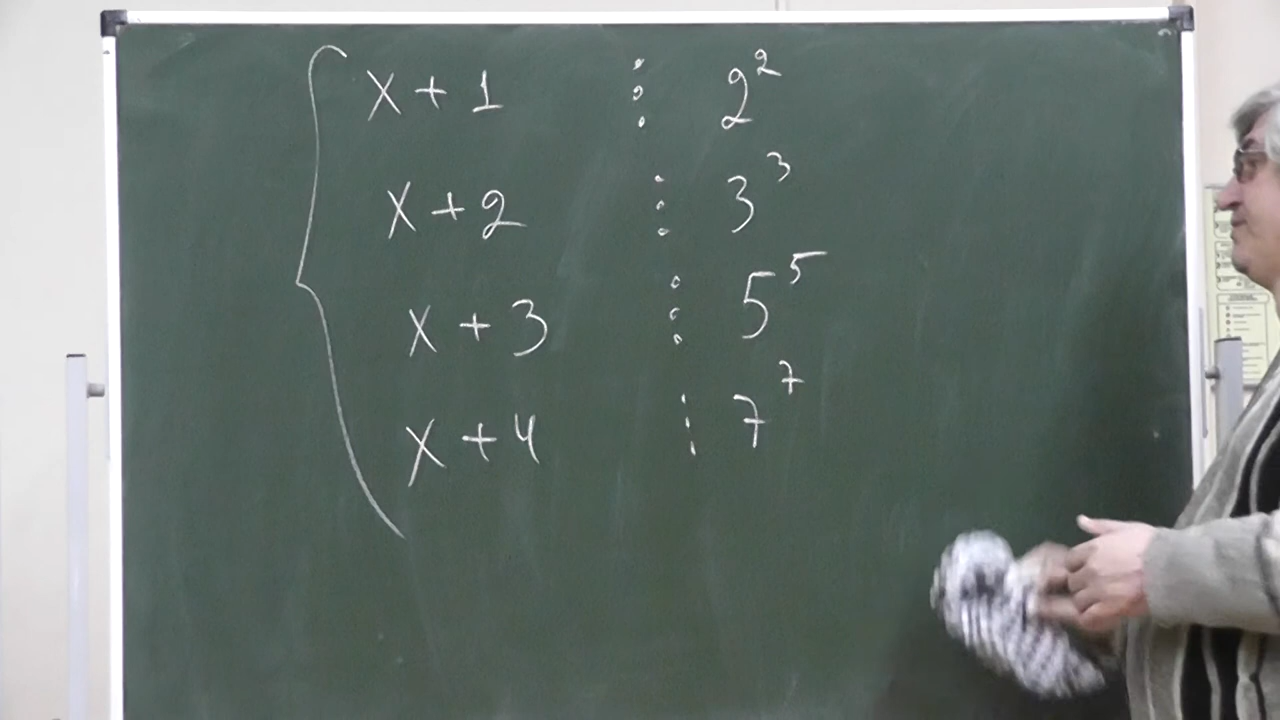 x + 1 ⋮ 2²
x + 2 ⋮ 3³
x + 3 ⋮ 5⁵
x + 4 ⋮ 7⁷